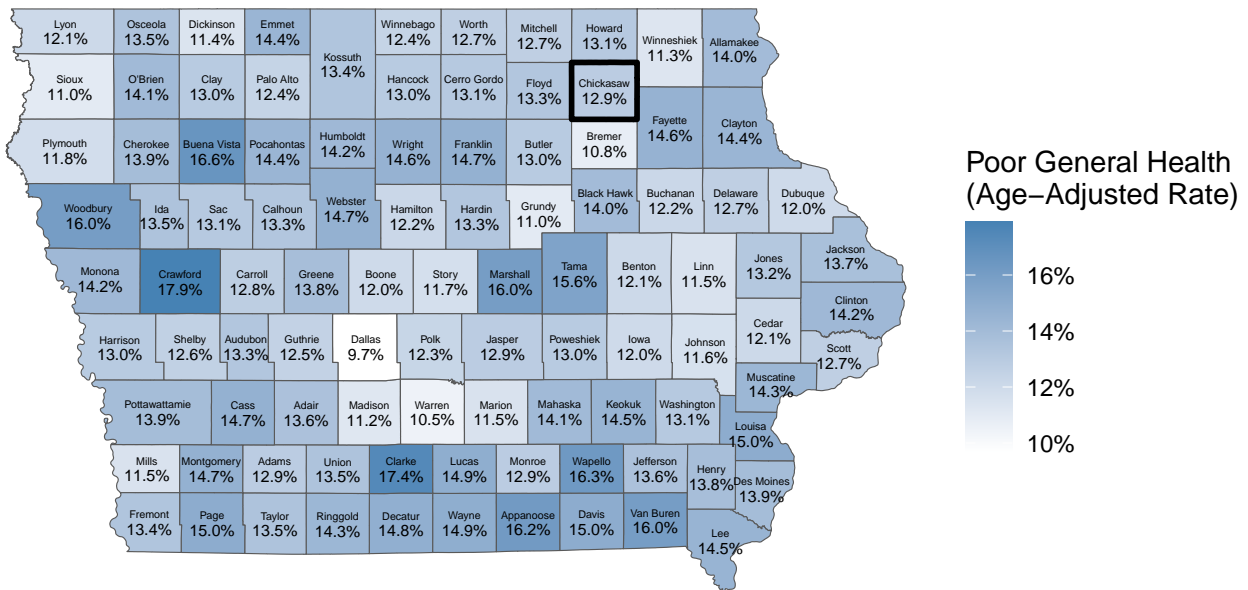 Lyon
12.1%
Osceola
13.5%
Dickinson
11.4%
Emmet
14.4%
Kossuth
13.4%
Winnebago
12.4%
Worth
12.7%
Mitchell
12.7%
Howard
13.1%
Winneshiek
11.3%
Allamakee
14.0%
Sioux
11.0%
O'Brien
14.1%
Clay
13.0%
Palo Alto
12.4%
Hancock
13.0%
Cerro Gordo
13.1%
Floyd
13.3%
Chickasaw
12.9%
Plymouth
11.8%
Cherokee
13.9%
Buena Vista
16.6%
Pocahontas
14.4%
Humboldt
14.2%
Wright
14.6%
Franklin
14.7%
Butler
13.0%
Bremer
10.8%
Fayette
14.6%
Clayton
14.4%
Woodbury
16.0%
Ida
13.5%
Sac
13.1%
Calhoun
13.3%
Webster
14.7%
Hamilton
12.2%
Hardin
13.3%
Grundy
11.0%
Black Hawk
14.0%
Buchanan
12.2%
Delaware
12.7%
Dubuque
12.0%
Monona
14.2%
Crawford
17.9%
Carroll
12.8%
Greene
13.8%
Boone
12.0%
Story
11.7%
Marshall
16.0%
Tama
15.6%
Benton
12.1%
Linn
11.5%
Jones
13.2%
Jackson
13.7%
Clinton
14.2%
Harrison
13.0%
Shelby
12.6%
Audubon
13.3%
Guthrie
12.5%
Dallas
9.7%
Polk
12.3%
Jasper
12.9%
Poweshiek
13.0%
Iowa
12.0%
Johnson
11.6%
Cedar
12.1%
Scott
12.7%
Muscatine
14.3%
Pottawattamie
13.9%
Cass
14.7%
Adair
13.6%
Madison
11.2%
Warren
10.5%
Marion
11.5%
Mahaska
14.1%
Keokuk
14.5%
Washington
13.1%
Louisa
15.0%
Mills
11.5%
Montgomery
14.7%
Adams
12.9%
Union
13.5%
Clarke
17.4%
Lucas
14.9%
Monroe
12.9%
Wapello
16.3%
Jefferson
13.6%
Henry
13.8%
Des Moines
13.9%
Fremont
13.4%
Page
15.0%
Taylor
13.5%
Ringgold
14.3%
Decatur
14.8%
Wayne
14.9%
Appanoose
16.2%
Davis
15.0%
Van Buren
16.0%
Lee
14.5%
Poor General Health
(Age−Adjusted Rate)
16%
14%
12%
10%